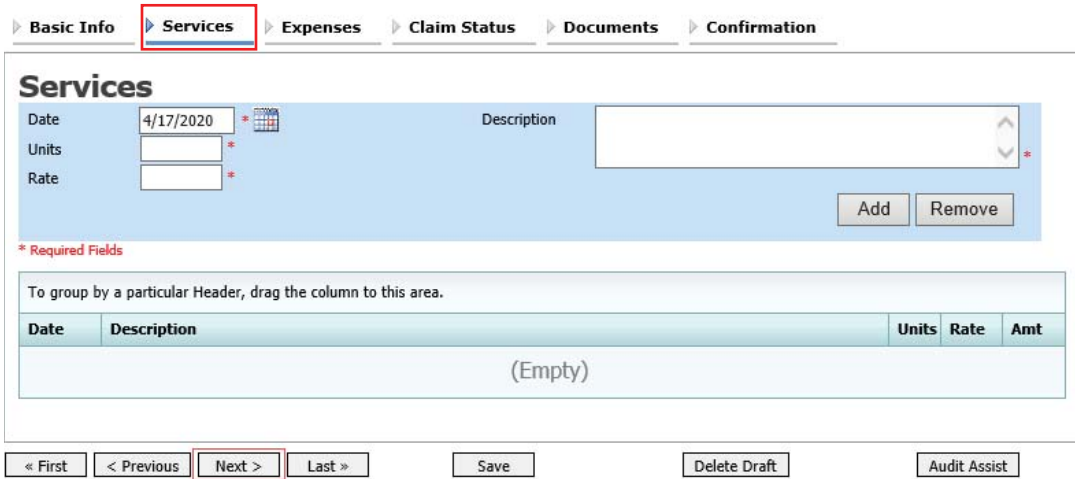 Basic Info Services Expenses Claim Status Documents Confirmation
Services
Date 4/17/2020 * Description
Units *
Rate * *
Add Remove
* Required Fields
To group by a particular Header, drag the column to this area.
Date Description Units Rate Amt
(Empty)
« First < Previous Next > Last » Save Delete Draft Audit Assist